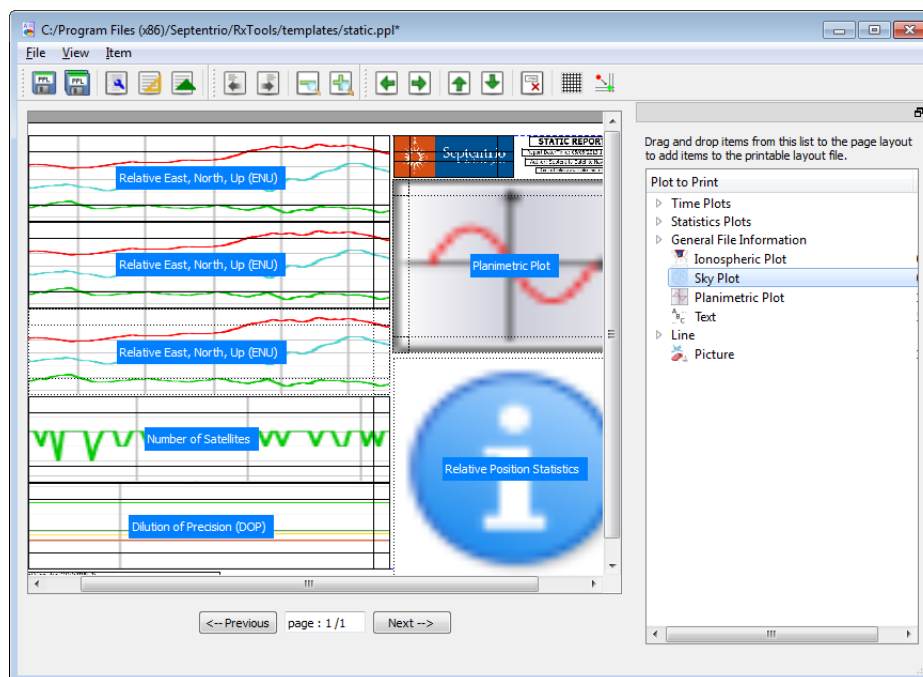 C:/Program Files (x86)/Septentrio/RxTools/templates/static.ppl*
File View Item
PPL PPL
Drag and drop items from this list to the page layout
to add items to the printable layout file.
Plot to Print
Time Plots
Statistics Plots
General File Information
Ionospheric Plot
Sky Plot
Planimetric Plot
Text
Line
Picture
Relative East, North, Up (ENU)
Relative East, North, Up (ENU)
Relative East, North, Up (ENU)
Number of Satellites
Dilution of Precision (DOP)
Septentrio
STATIC REPOR
Planimetric Plot
Relative Position Statistics
<-- Previous
page : 1 /1
Next -->